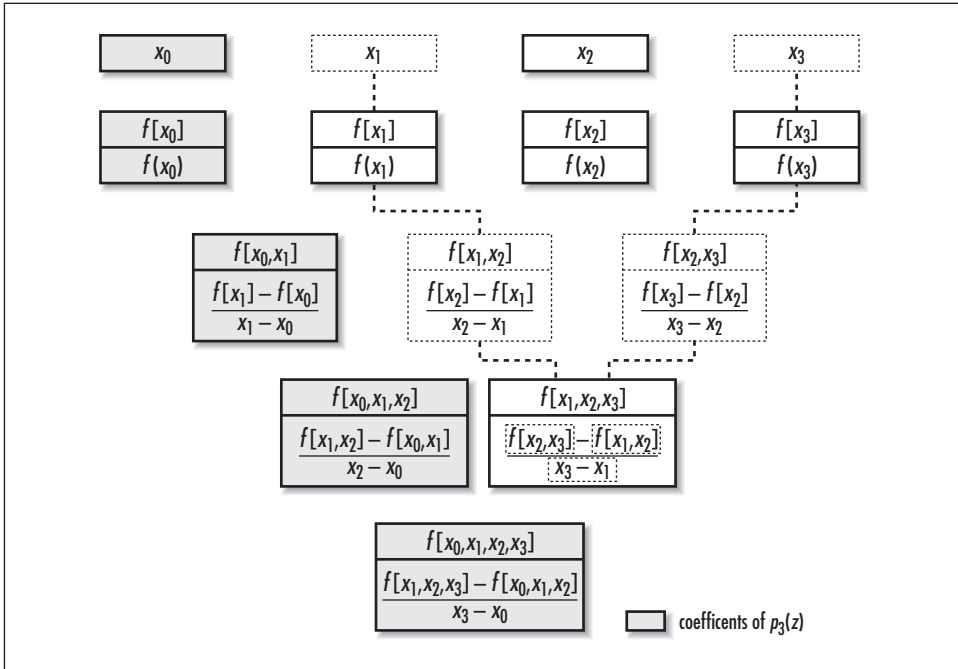 x₀ x₁ x₂ x₃
f[x₀] f[x₁] f[x₂] f[x₃]
f(x₀) f(x₁) f(x₂) f(x₃)
f[x₀,x₁] f[x₁,x₂] f[x₂,x₃]
f[x₁] – f[x₀] f[x₂] – f[x₁] f[x₃] – f[x₂]
x₁ – x₀ x₂ – x₁ x₃ – x₂
f[x₀,x₁,x₂] f[x₁,x₂,x₃]
f[x₁,x₂] – f[x₀,x₁] f[x₂,x₃] – f[x₁,x₂]
x₂ – x₀ x₃ – x₁
f[x₀,x₁,x₂,x₃]
f[x₁,x₂,x₃] – f[x₀,x₁,x₂]
x₃ – x₀
coefficents of p₃(z)